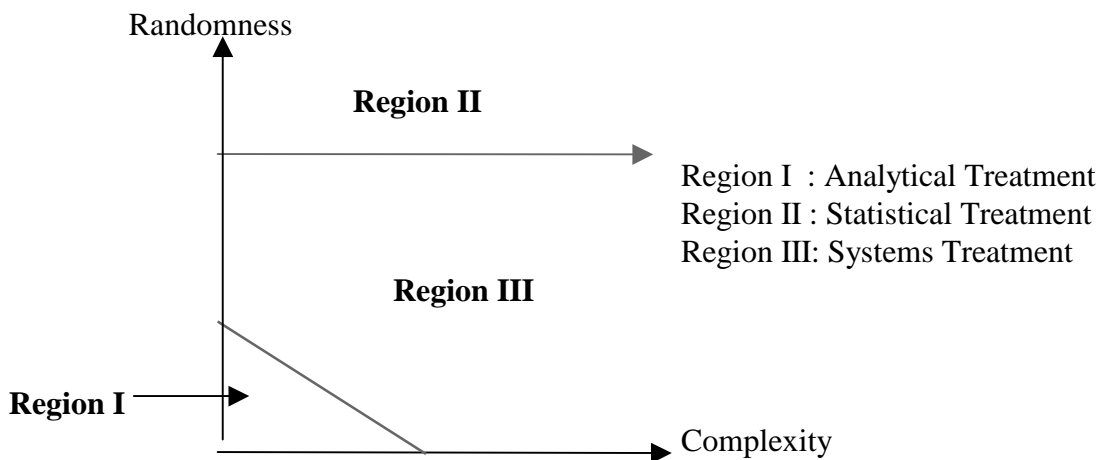 Randomness
Region II
Region I : Analytical Treatment
Region II : Statistical Treatment
Region III: Systems Treatment
Region III
Region I
Complexity